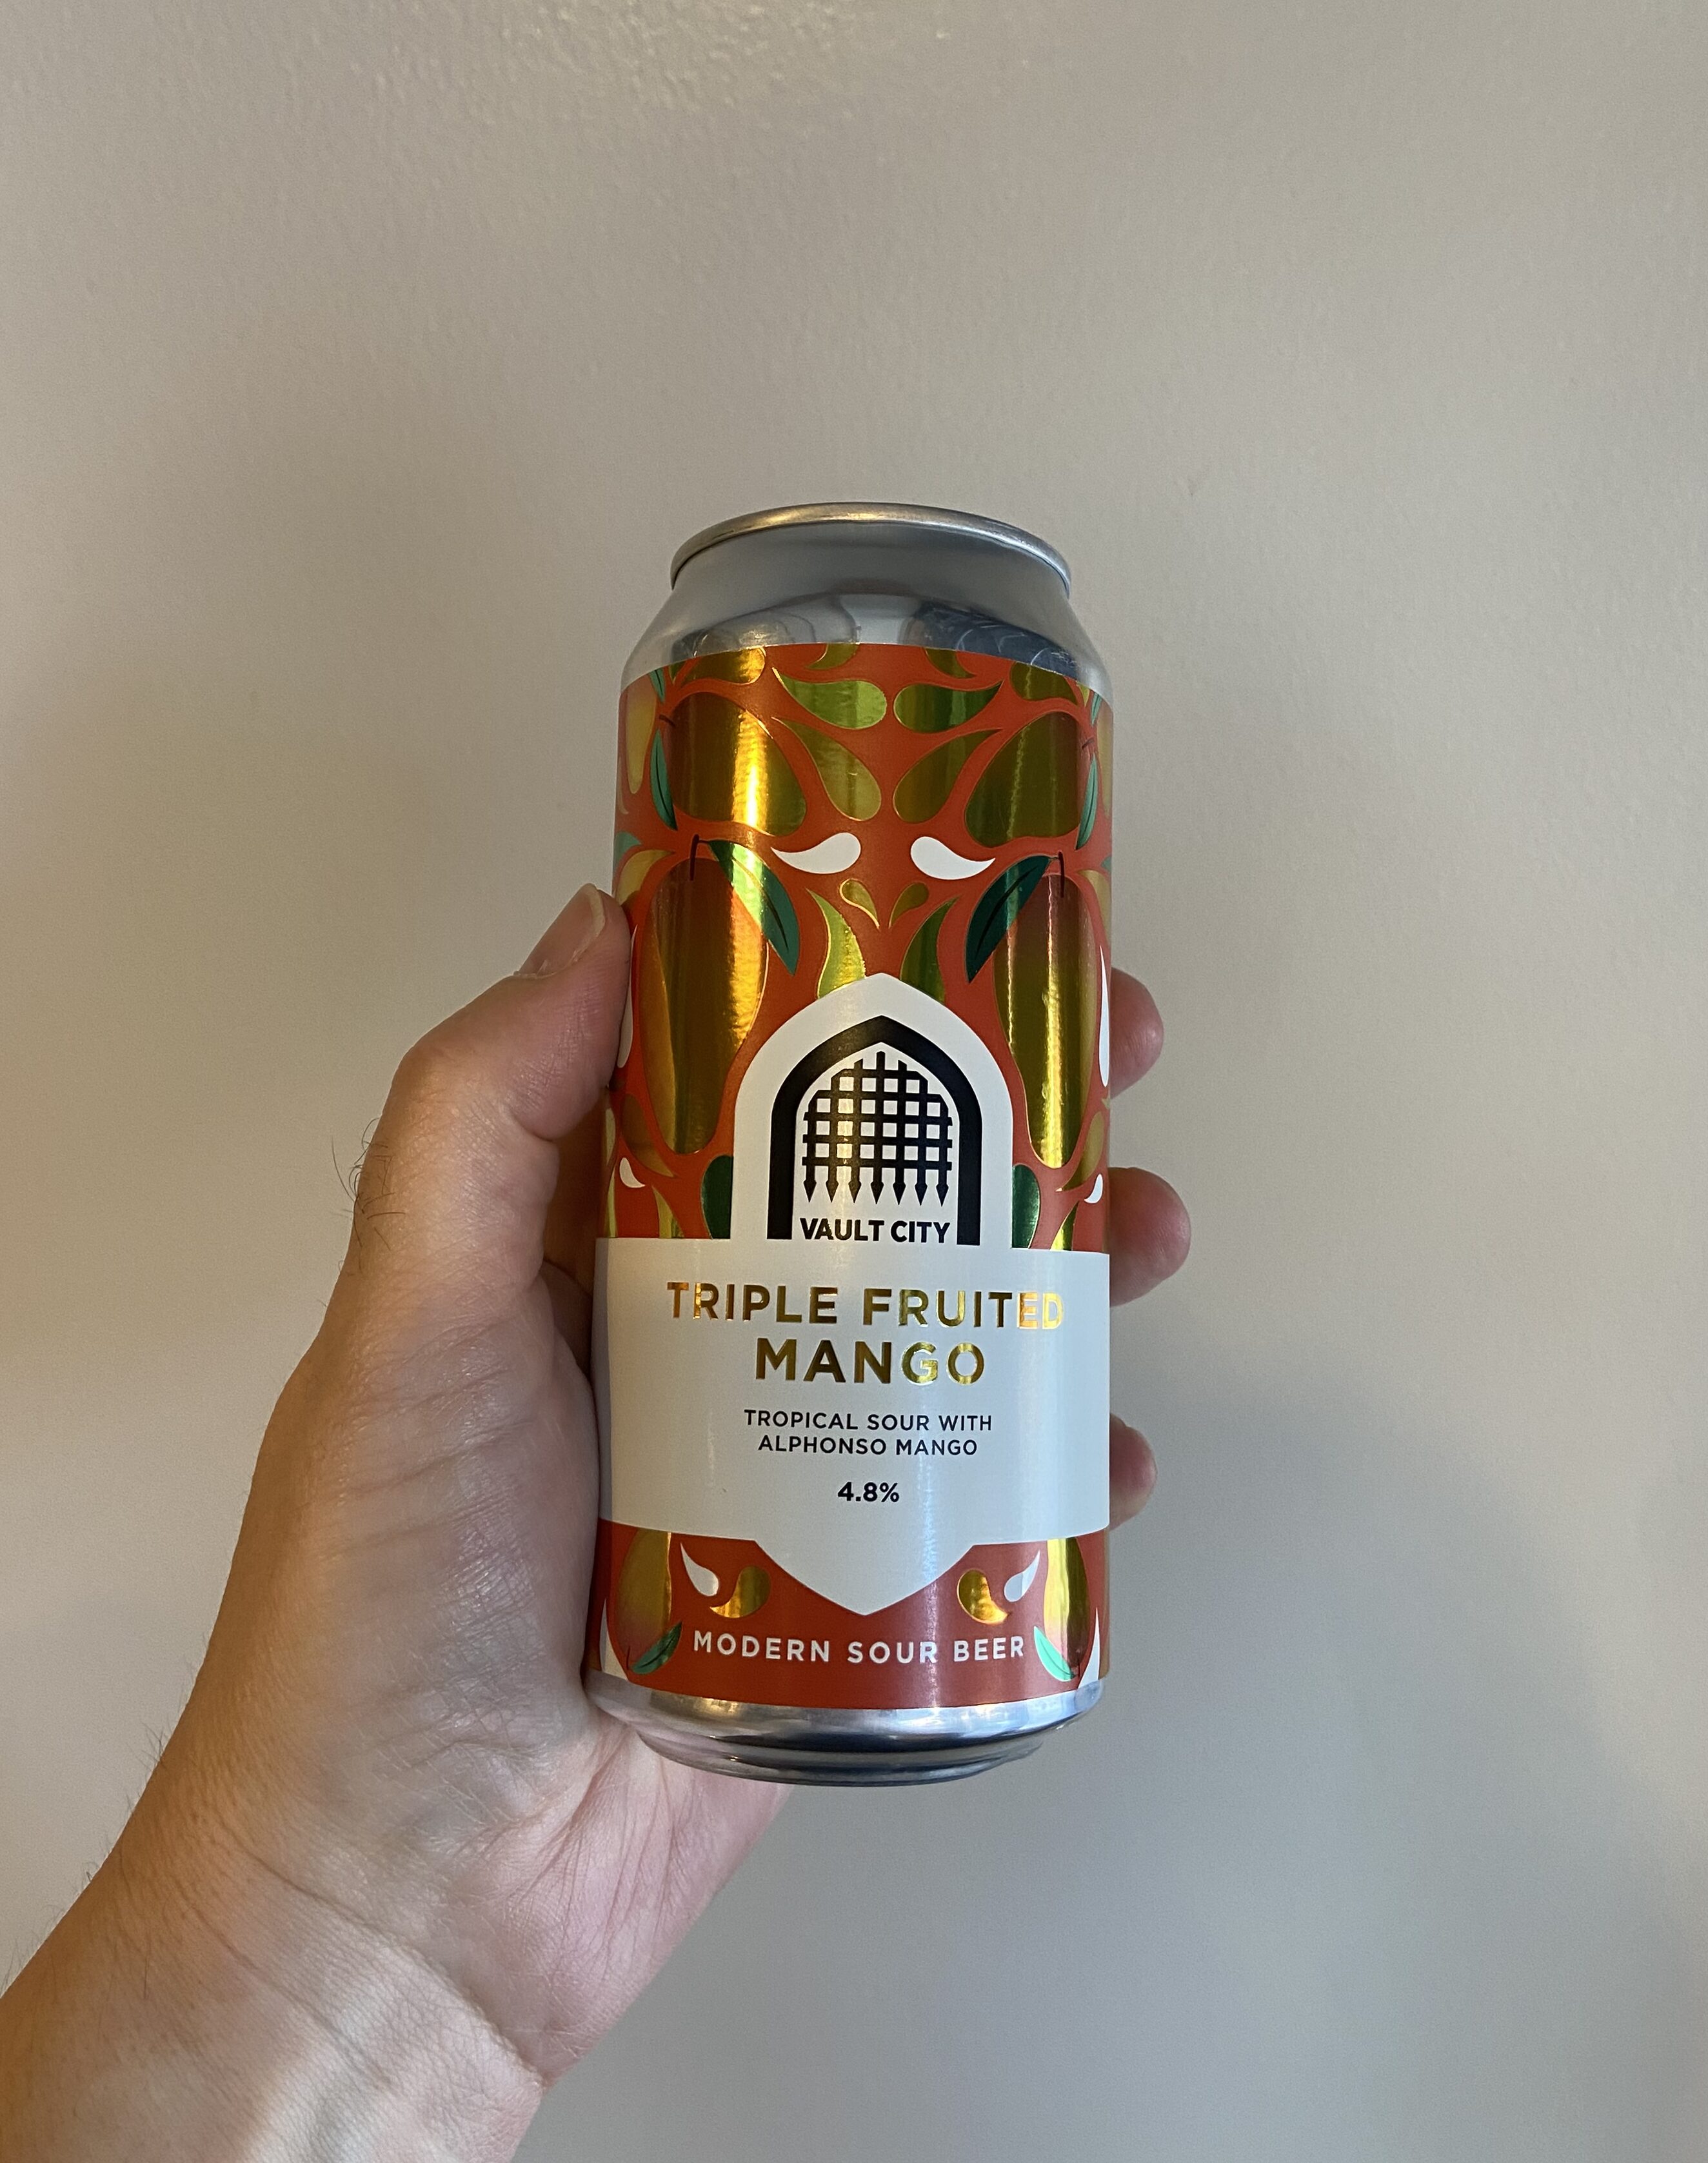 VAULT CITY
TRIPLE FRUITED
MANGO
TROPICAL SOUR WITH
ALPHONSO MANGO
4.8%
MODERN SOUR BEER